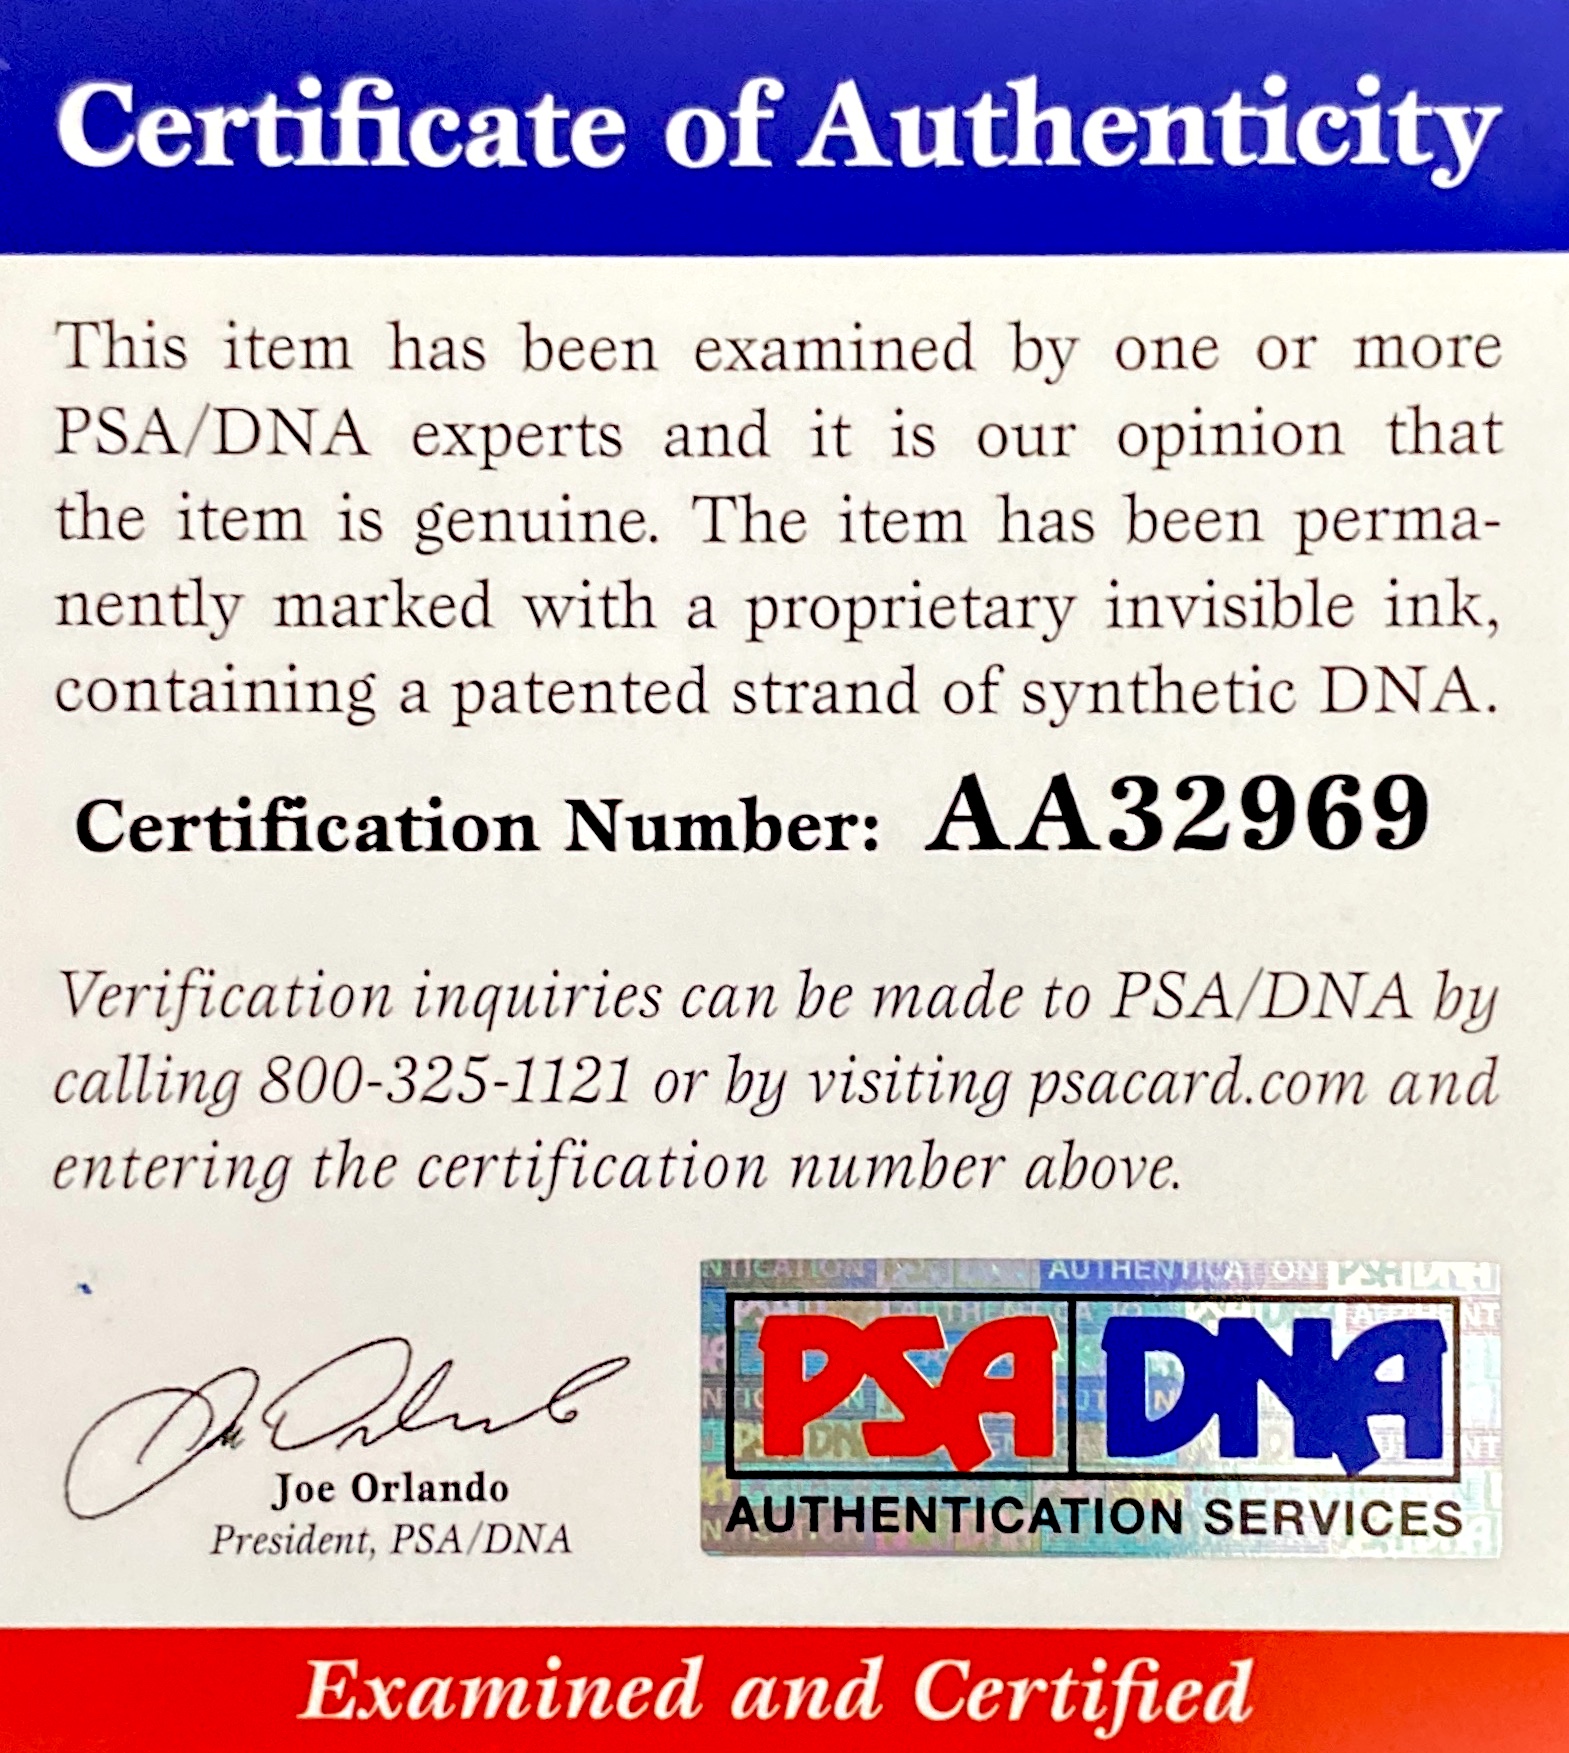 Certificate of Authenticity
This item has been examined by one or more
PSA/DNA experts and it is our opinion that
the item is genuine. The item has been perma-
nently marked with a proprietary invisible ink,
containing a patented strand of synthetic DNA.
Certification Number: AA32969
Verification inquiries can be made to PSA/DNA by
calling 800-325-1121 or by visiting psacard.com and
entering the certification number above.
Joe Orlando
President, PSA/DNA
AUTHENTICATION PSA DNA
PSA DNA
AUTHENTICATION SERVICES
Examined and Certified